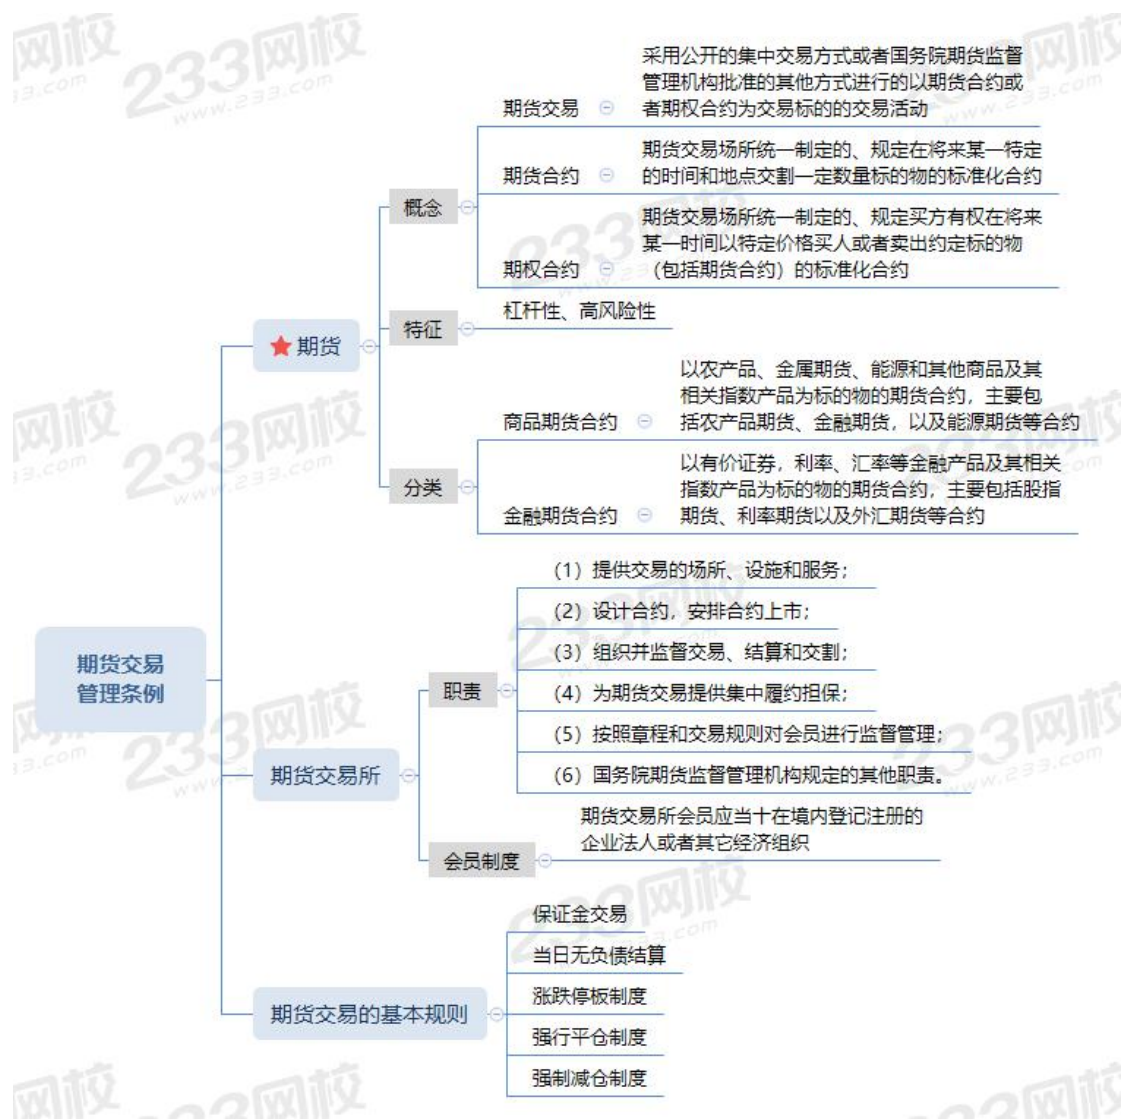 期货交易
管理条例
★ 期货
概念
期货交易
采用公开的集中交易方式或者国务院期货监督
管理机构批准的其他方式进行的以期货合约或
者期权合约为交易标的的交易活动
期货合约
期货交易场所统一制定的、规定在将来某一特定
的时间和地点交割一定数量标的物的标准化合约
期权合约
期货交易场所统一制定的、规定买方有权在将来
某一时间以特定价格买人或者卖出约定标的物
（包括期货合约）的标准化合约
特征
杠杆性、高风险性
分类
商品期货合约
以农产品、金属期货、能源和其他商品及其
相关指数产品为标的物的期货合约，主要包
括农产品期货、金融期货，以及能源期货等合约
金融期货合约
以有价证券，利率、汇率等金融产品及其相关
指数产品为标的物的期货合约，主要包括股指
期货、利率期货以及外汇期货等合约
期货交易所
职责
（1）提供交易的场所、设施和服务；
（2）设计合约，安排合约上市；
（3）组织并监督交易、结算和交割；
（4）为期货交易提供集中履约担保；
（5）按照章程和交易规则对会员进行监督管理；
（6）国务院期货监督管理机构规定的其他职责。
会员制度
期货交易所会员应当十在境内登记注册的
企业法人或者其它经济组织
期货交易的基本规则
保证金交易
当日无负债结算
涨跌停板制度
强行平仓制度
强制减仓制度
233网校
www.233.com